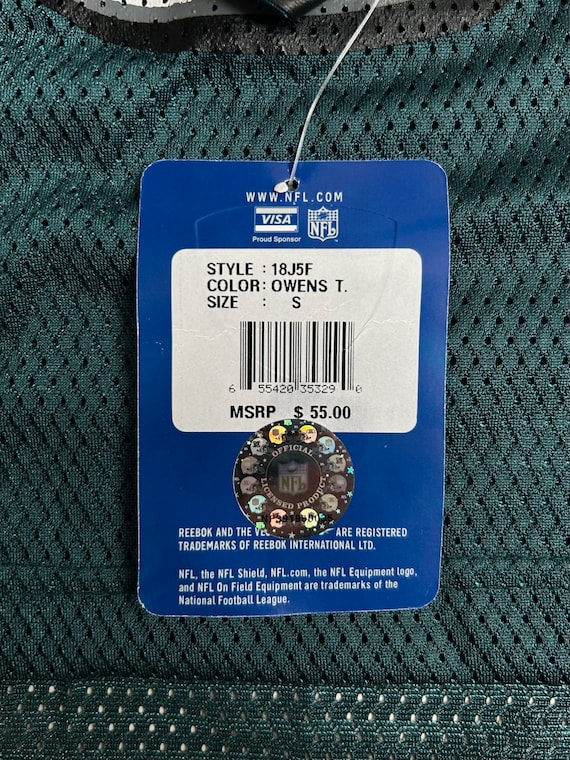 WWW.NFL.COM
VISA NFL
Proud Sponsor
STYLE : 18J5F
COLOR: OWENS T.
SIZE : S
6 55420 35329 0
MSRP $ 55.00
OFFICIAL
NFL
LICENSED PRODUCT
REEBOK AND THE ARE REGISTERED
TRADEMARKS OF REEBOK INTERNATIONAL LTD.
NFL, the NFL Shield, NFL.com, the NFL Equipment logo,
and NFL On Field Equipment are trademarks of the
National Football League.